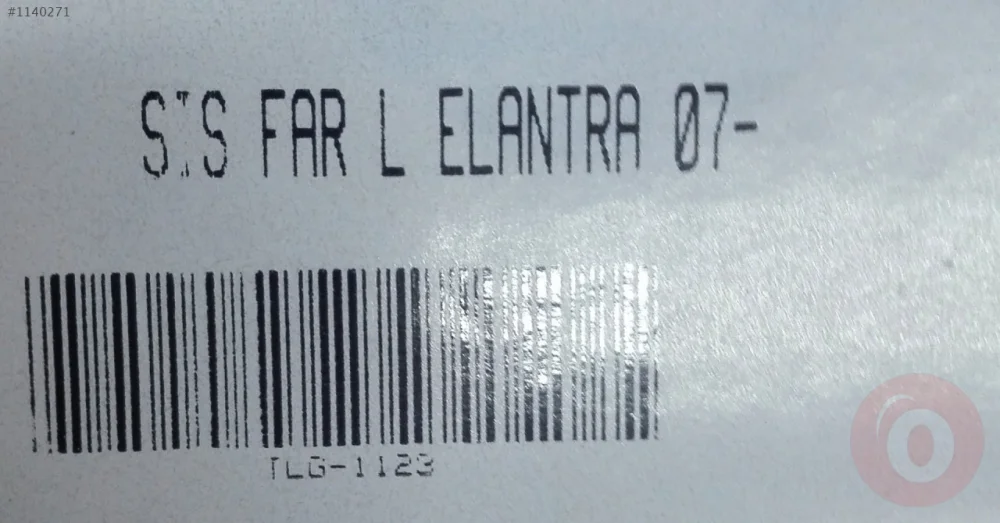 #1140271
SİS FAR L ELANTRA 07-
TLG-1123